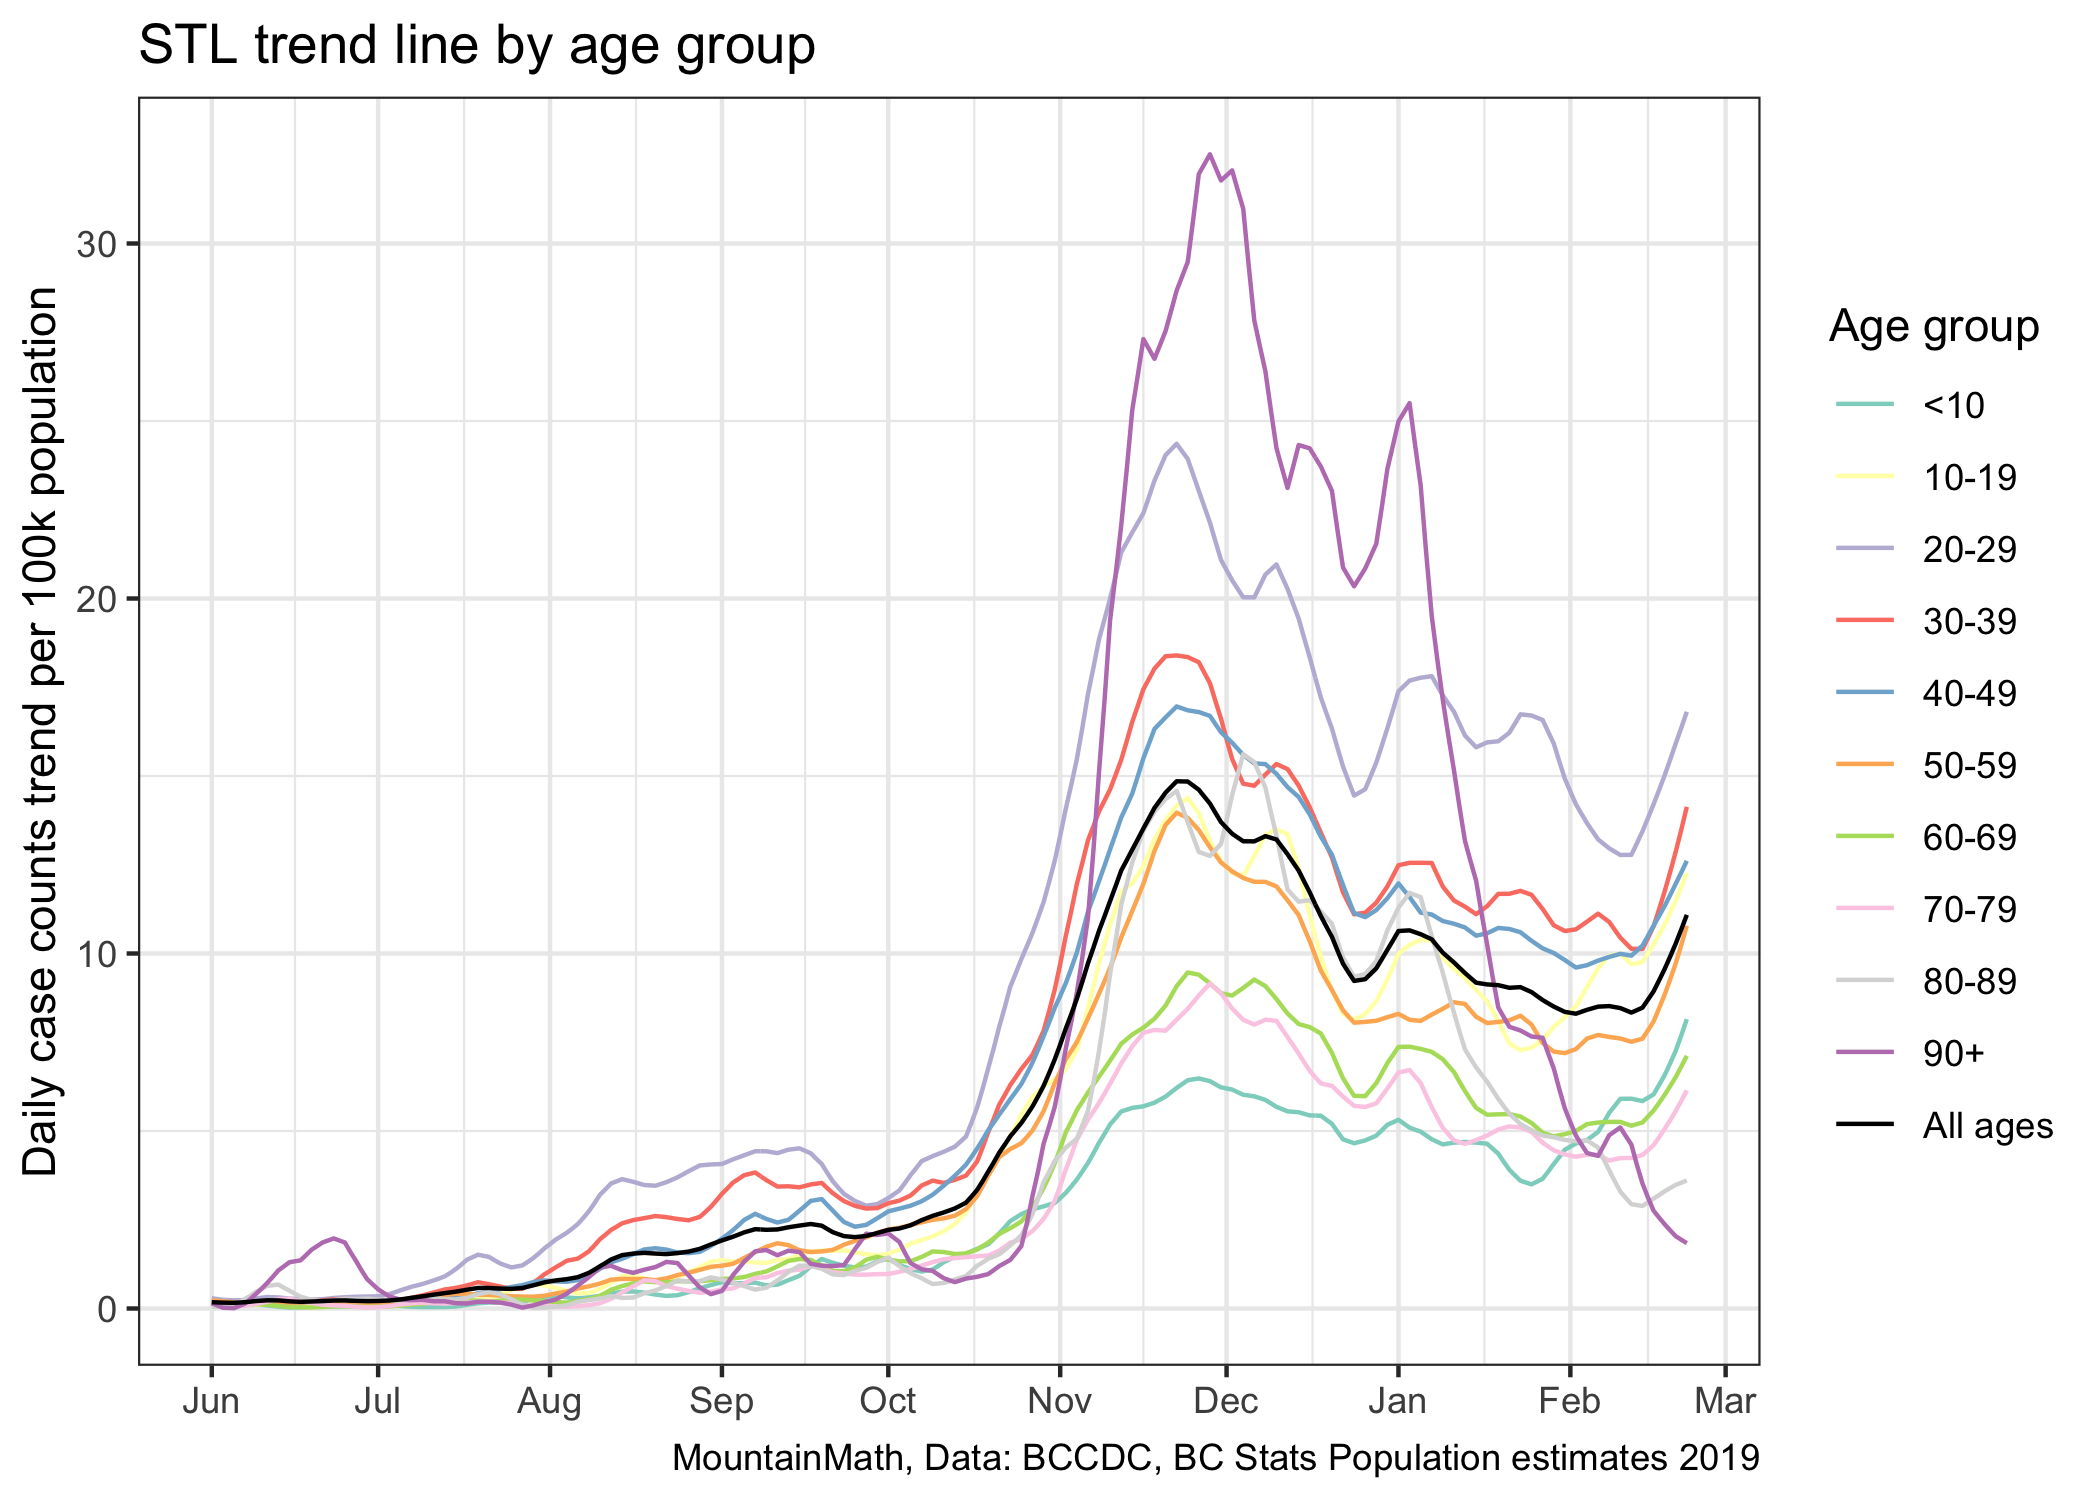 STL trend line by age group
Daily case counts trend per 100k population
30
20
10
0
Jun Jul Aug Sep Oct Nov Dec Jan Feb Mar
Age group
<10
10-19
20-29
30-39
40-49
50-59
60-69
70-79
80-89
90+
All ages
MountainMath, Data: BCCDC, BC Stats Population estimates 2019